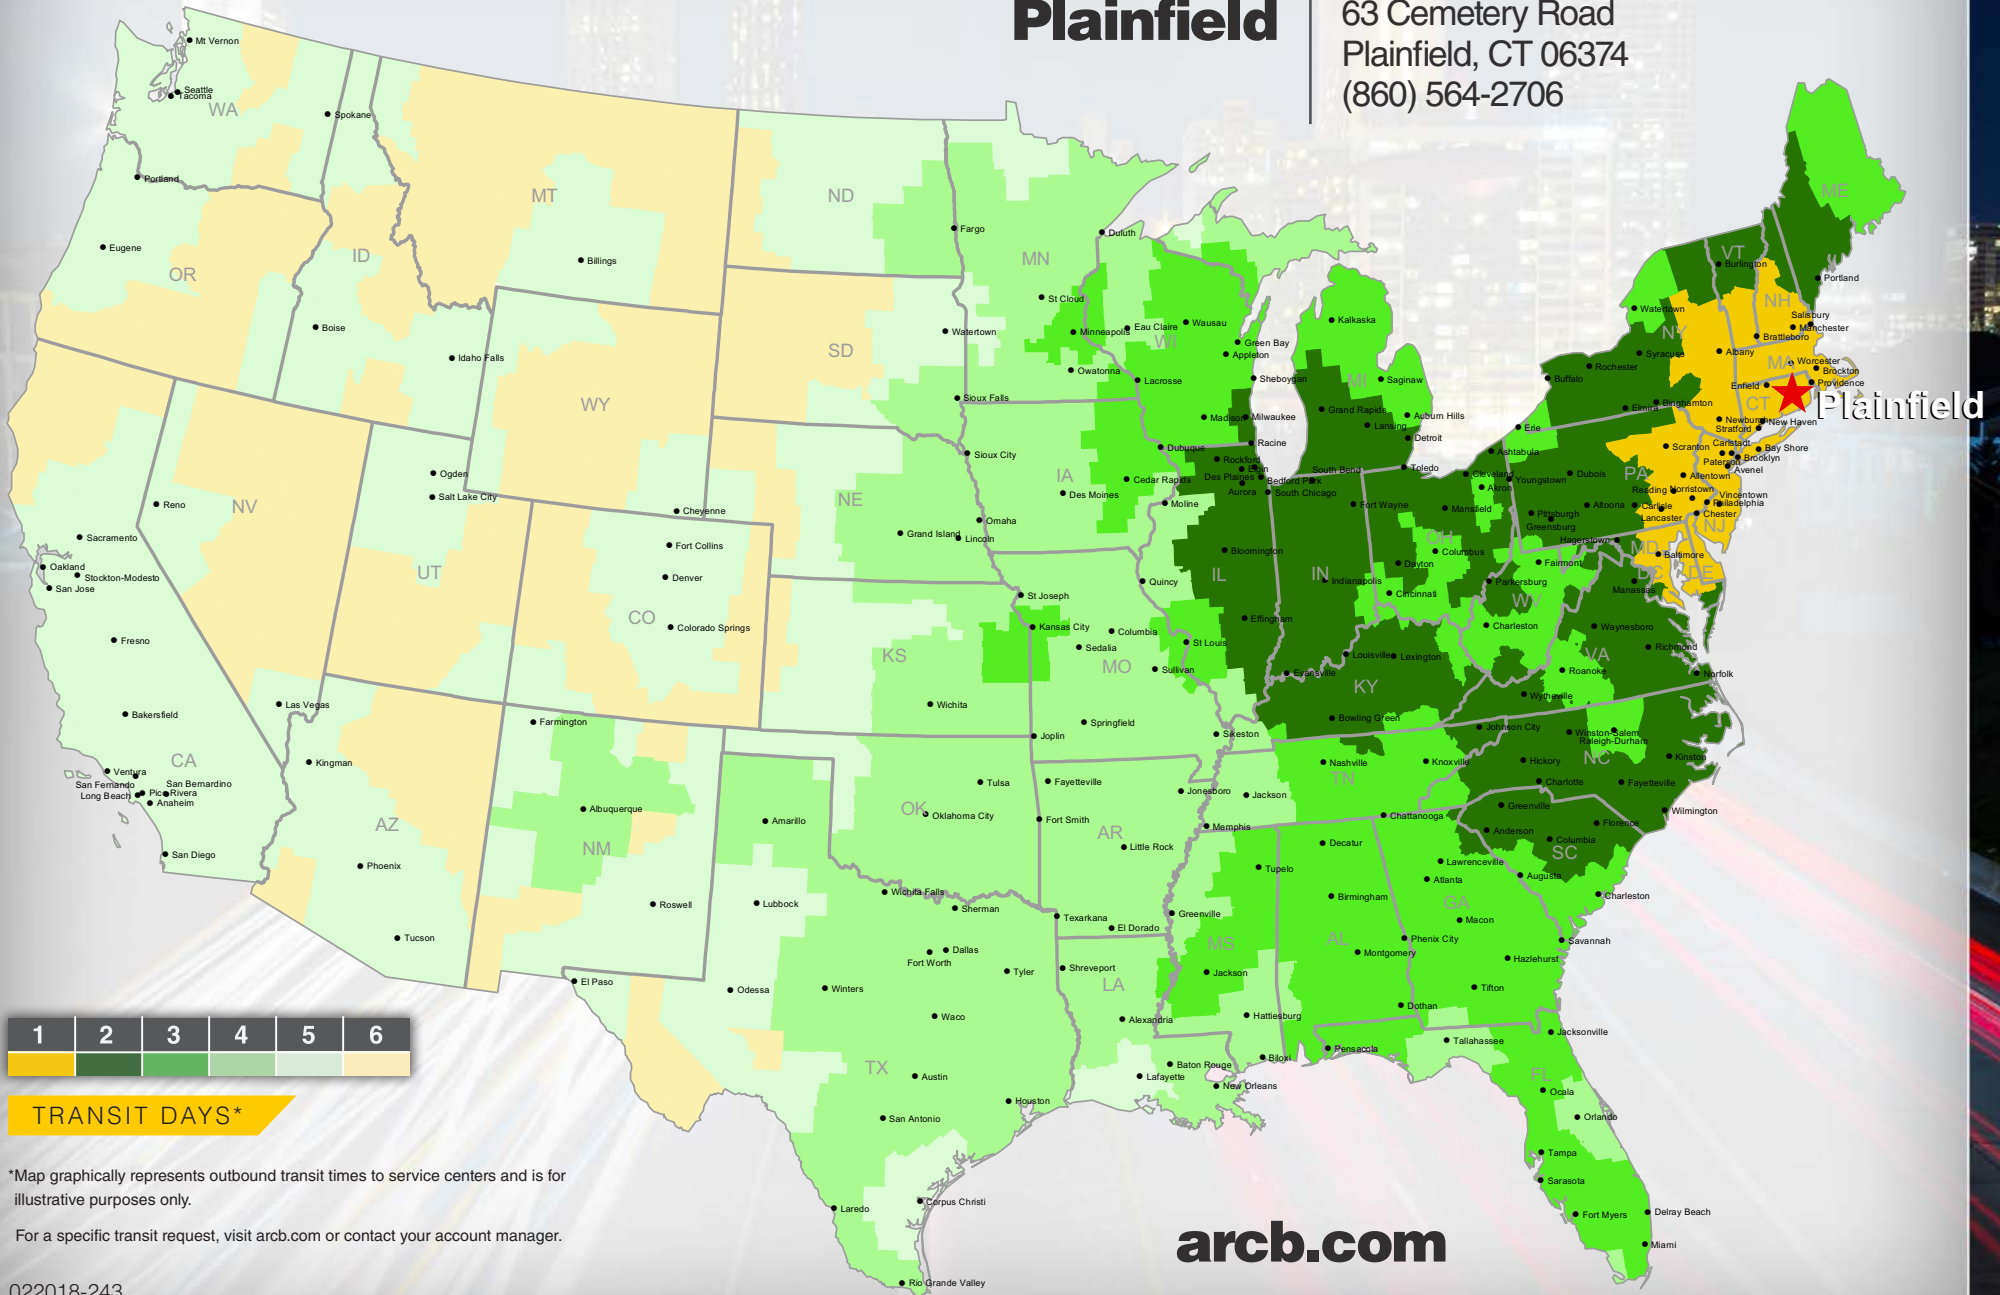 Plainfield
63 Cemetery Road
Plainfield, CT 06374
(860) 564-2706
Mt Vernon
Seattle
Tacoma
WA
Spokane
Portland
Eugene
OR
ID
Boise
Idaho Falls
MT
Billings
WY
Cheyenne
ND
Fargo
SD
Watertown
Sioux Falls
MN
Duluth
St Cloud
Minneapolis
Owatonna
WI
Eau Claire
Wausau
Green Bay
Appleton
Lacrosse
Sheboygan
Madison
Milwaukee
Racine
MI
Kalkaska
Saginaw
Grand Rapids
Lansing
Auburn Hills
Detroit
ME
Portland
VT
Burlington
NH
Salisbury
Manchester
Brattleboro
MA
Worcester
Brockton
Providence
Enfield
CT
Plainfield
New Haven
Stratford
Newburgh
NY
Watertown
Syracuse
Rochester
Buffalo
Albany
Binghamton
Elmira
Carlstadt
Bay Shore
Brooklyn
Paterson
Avenel
PA
Erie
Scranton
Allentown
Dubois
Reading
Norristown
Vincentown
Philadelphia
Altoona
Carlisle
Lancaster
Chester
Pittsburgh
Greensburg
NJ
MD
Hagerstown
Baltimore
DC
DE
Manassas
OH
Ashtabula
Toledo
Cleveland
Akron
Youngstown
Mansfield
Columbus
Dayton
Cincinnati
IN
South Bend
Fort Wayne
Indianapolis
Evansville
IL
Rockford
Elgin
Des Plaines
Bedford Park
Aurora
South Chicago
Moline
Bloomington
Quincy
Effingham
IA
Dubuque
Sioux City
Cedar Rapids
Des Moines
NE
Omaha
Grand Island
Lincoln
Reno
NV
Las Vegas
Ogden
Salt Lake City
UT
CO
Fort Collins
Denver
Colorado Springs
Sacramento
Oakland
Stockton-Modesto
San Jose
Fresno
Bakersfield
CA
Ventura
San Fernando
San Bernardino
Long Beach
Pico Rivera
Anaheim
San Diego
AZ
Kingman
Phoenix
Tucson
NM
Farmington
Albuquerque
Roswell
KS
Wichita
St Joseph
Kansas City
Columbia
Sedalia
MO
St Louis
Sullivan
Springfield
Joplin
Sikeston
OK
Tulsa
Oklahoma City
AR
Fayetteville
Fort Smith
Jonesboro
Little Rock
El Dorado
Texarkana
TX
Amarillo
Lubbock
Wichita Falls
Sherman
Dallas
Fort Worth
Tyler
El Paso
Odessa
Winters
Waco
Austin
Houston
San Antonio
Corpus Christi
Laredo
Rio Grande Valley
LA
Shreveport
Alexandria
Baton Rouge
Lafayette
New Orleans
MS
Tupelo
Greenville
Jackson
Hattiesburg
Biloxi
TN
Nashville
Knoxville
Jackson
Memphis
Chattanooga
KY
Louisville
Lexington
Bowling Green
WV
Fairmont
Parkersburg
Charleston
VA
Waynesboro
Richmond
Roanoke
Norfolk
Wytheville
NC
Johnson City
Winston-Salem
Raleigh-Durham
Hickory
Kinston
Charlotte
Fayetteville
Wilmington
SC
Greenville
Anderson
Florence
Columbia
Charleston
AL
Decatur
Birmingham
Montgomery
Dothan
GA
Lawrenceville
Atlanta
Augusta
Macon
Phenix City
Savannah
Hazlehurst
Tifton
FL
Pensacola
Tallahassee
Jacksonville
Ocala
Orlando
Tampa
Sarasota
Fort Myers
Delray Beach
Miami
1 2 3 4 5 6
TRANSIT DAYS*
*Map graphically represents outbound transit times to service centers and is for
illustrative purposes only.
For a specific transit request, visit arcb.com or contact your account manager.
022018-243
arcb.com